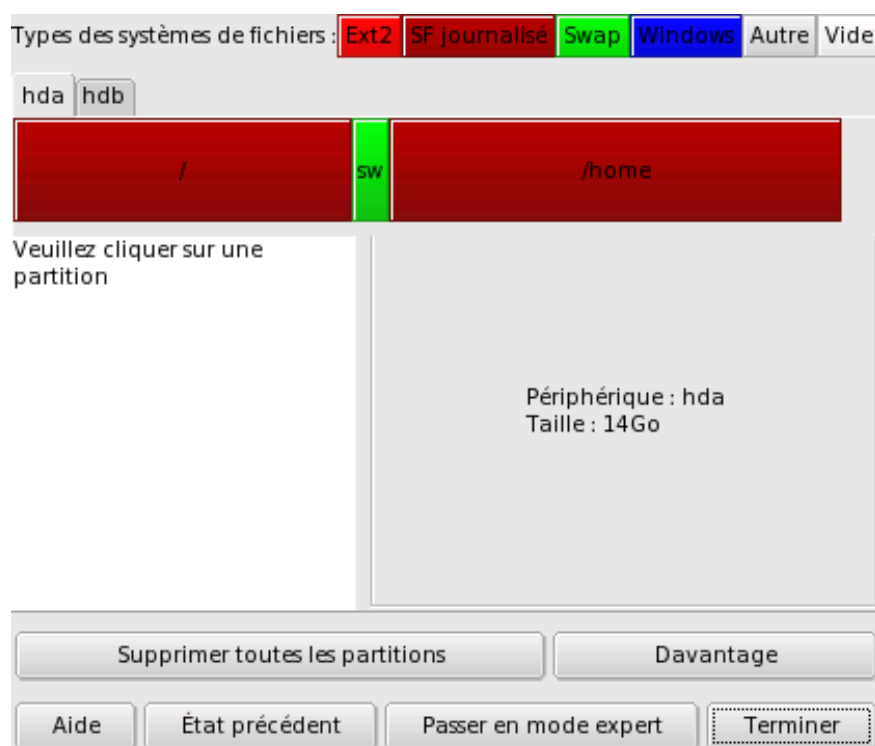 Types des systèmes de fichiers : Ext2 SF journalisé Swap Windows Autre Vide
hda hdb
/ sw /home
Veuillez cliquer sur une
partition
Périphérique : hda
Taille : 14Go
Supprimer toutes les partitions Davantage
Aide État précédent Passer en mode expert Terminer